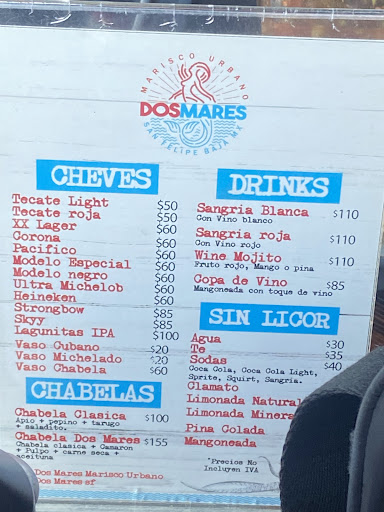 MARISCO URBANO
DOSMARES
SAN FELIPE BAJA MX
CHEVES
Tecate Light $50
Tecate roja $50
XX Lager $60
Corona $60
Pacifico $60
Modelo Especial $60
Modelo negro $60
Ultra Michelob $60
Heineken $60
Strongbow $85
Skyy $85
Lagunitas IPA $100
Vaso Cubano $20
Vaso Michelado $20
Vaso Chabela $60
CHABELAS
Chabela Clasica $100
Apio + pepino + tarugo
+ saladito.
Chabela Dos Mares $155
Chabela clasica + Camaron
+ Pulpo + carne seca +
aceituna
Dos Mares Marisco Urbano
Dos Mares sf
DRINKS
Sangria Blanca $110
Con Vino blanco
Sangria roja $110
Con Vino rojo
Wine Mojito $110
Fruto rojo, Mango o pina
Copa de Vino $85
Mangoneada con toque de vino
SIN LICOR
Agua $30
Te $35
Sodas $40
Coca Cola, Coca Cola Light,
Sprite, Squirt, Sangria.
Clamato
Limonada Natural
Limonada Minera
Pina Colada
Mangoneada
*Precios No
Incluyen IVA